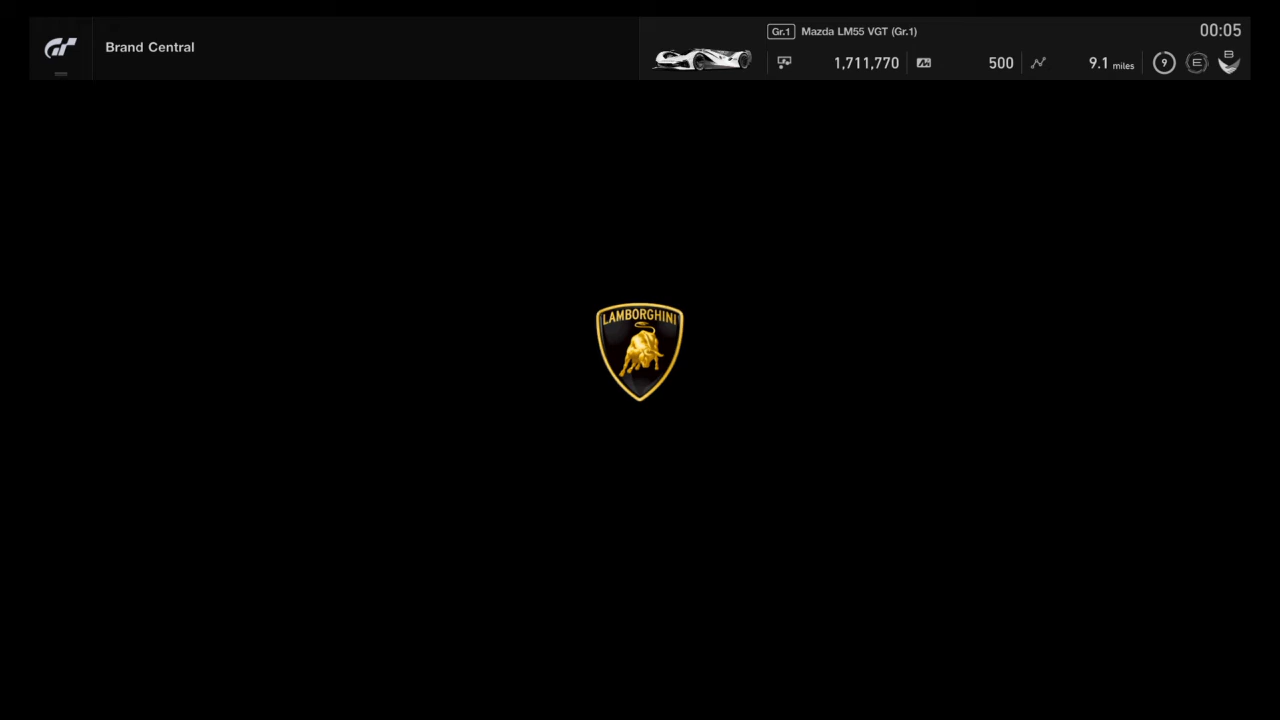 Brand Central
Gr.1 Mazda LM55 VGT (Gr.1)
00:05
1,711,770
500
9.1 miles
9
E
B
LAMBORGHINI